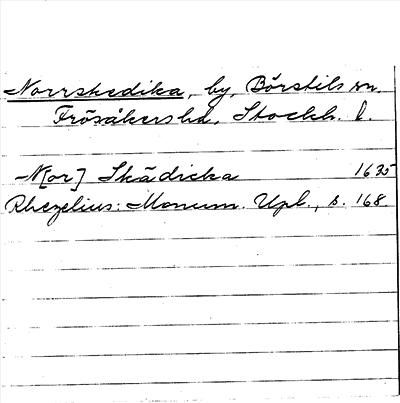 Norrskedika, by, Börstils sn.
Frösåkers hd, Stockh. l.
N[or] Skädicka 1635
Rhezelius: Monum. Upl., s. 168